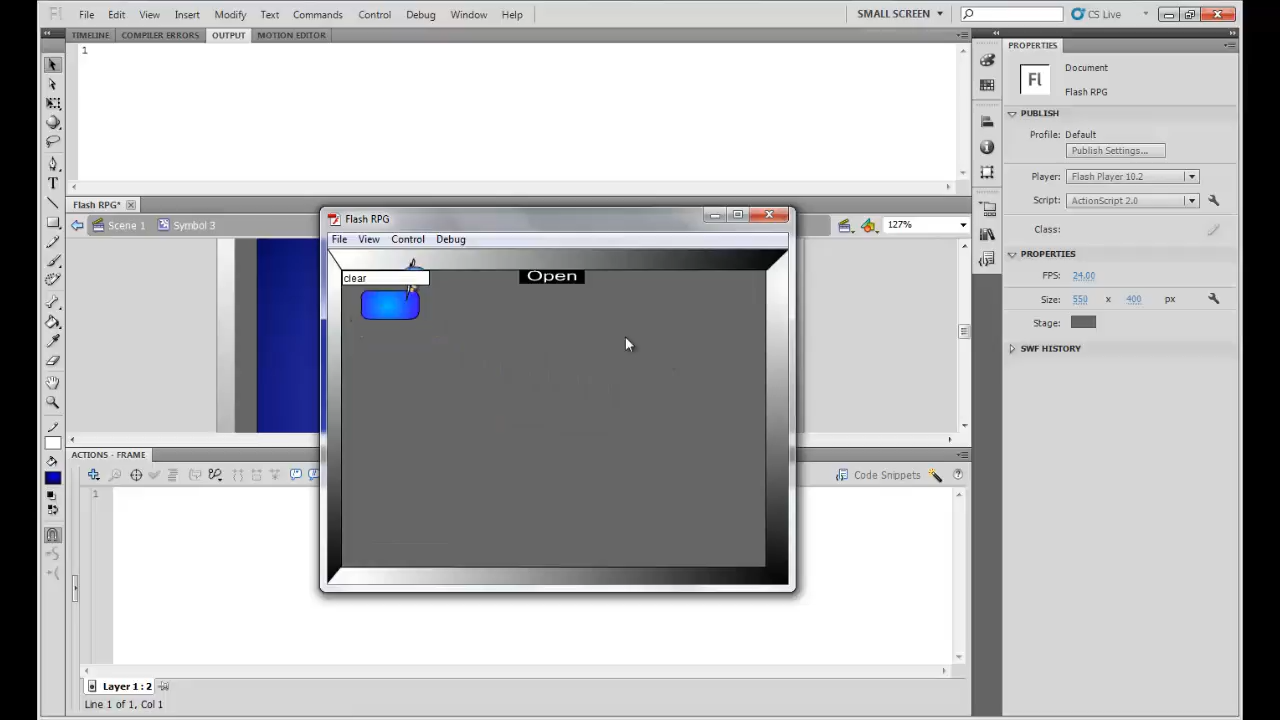 Fl File Edit View Insert Modify Text Commands Control Debug Window Help SMALL SCREEN CS Live
TIMELINE COMPILER ERRORS OUTPUT MOTION EDITOR
1
PROPERTIES
Fl Document
Flash RPG
PUBLISH
Profile: Default
Publish Settings...
Player: Flash Player 10.2
Script: ActionScript 2.0
Class:
PROPERTIES
FPS: 24.00
Size: 550 x 400 px
Stage:
SWF HISTORY
Flash RPG*
Scene 1 Symbol 3 127%
Flash RPG
File View Control Debug
clear
Open
ACTIONS - FRAME
Code Snippets
1
Layer 1 : 2
Line 1 of 1, Col 1